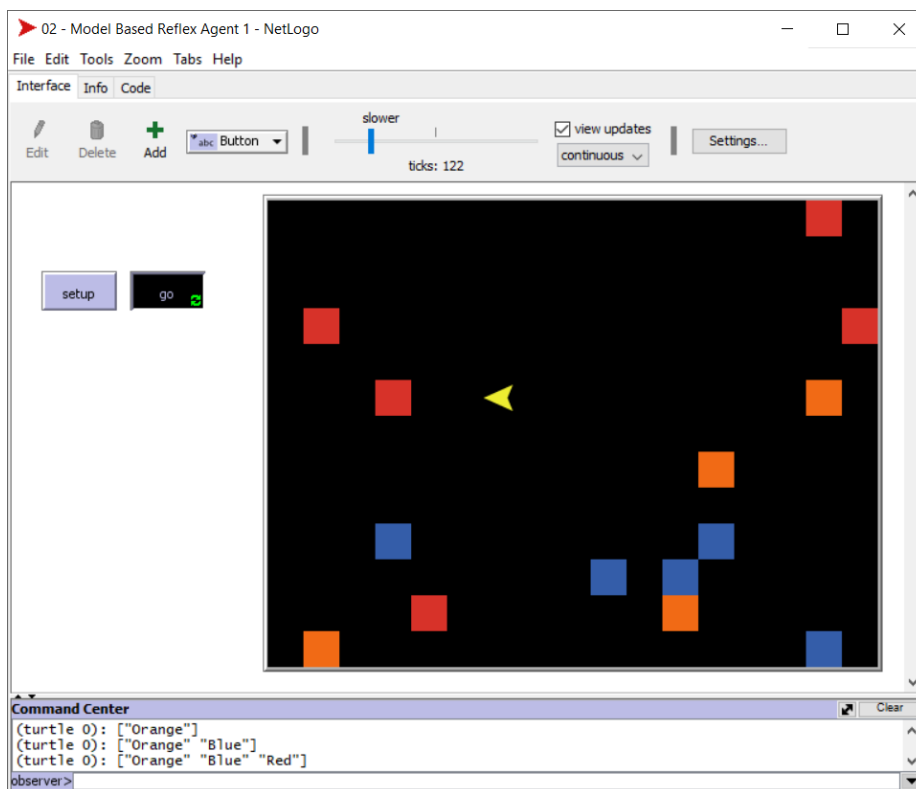 02 - Model Based Reflex Agent 1 - NetLogo
File Edit Tools Zoom Tabs Help
Interface Info Code
Edit Delete Add abc Button slower ticks: 122 view updates continuous Settings...
setup go
Command Center Clear
(turtle 0): ["Orange"]
(turtle 0): ["Orange" "Blue"]
(turtle 0): ["Orange" "Blue" "Red"]
observer>